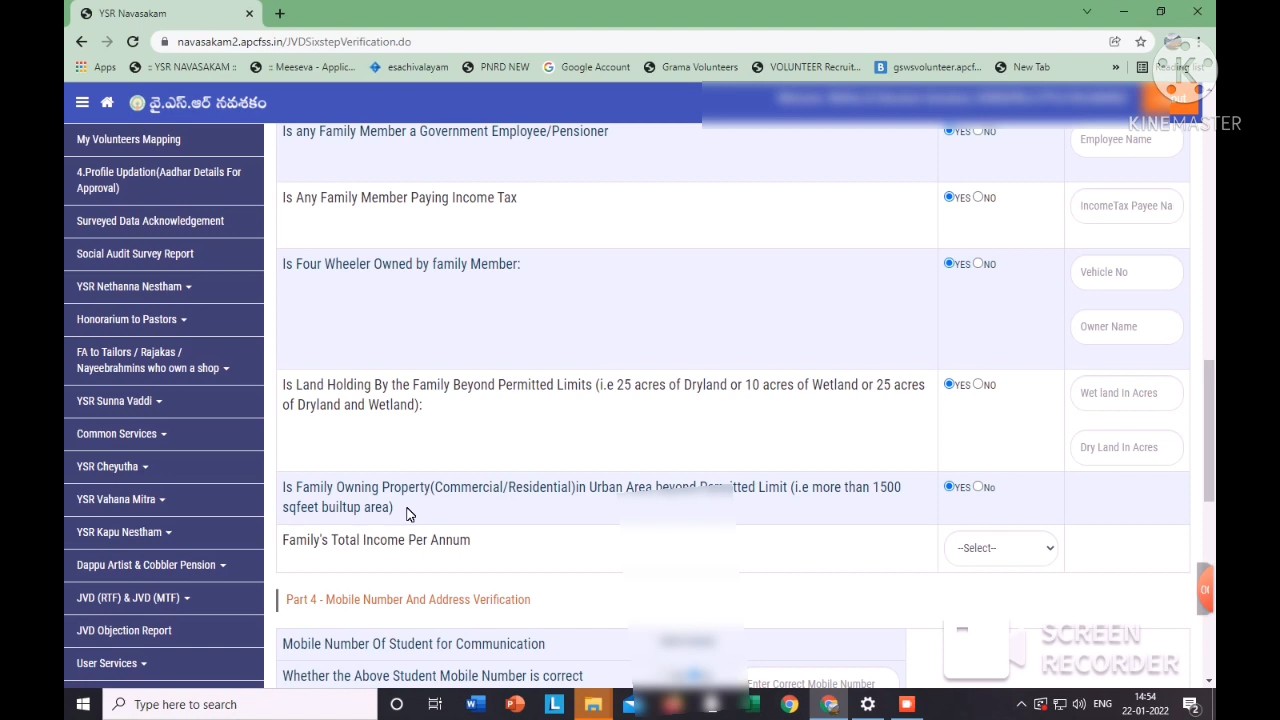 YSR Navasakam
navasakam2.apcfss.in/JVDSixstepVerification.do
Apps
:: YSR NAVASAKAM ::
:: Meeseva - Applic...
esachivalayam
PNRD NEW
Google Account
Grama Volunteers
VOLUNTEER Recruit...
gswsvolunteer.apcf...
New Tab
»
Reading list
వై.ఎస్.ఆర్ నవశకం
KINEMASTER
My Volunteers Mapping
4.Profile Updation(Aadhar Details For
Approval)
Surveyed Data Acknowledgement
Social Audit Survey Report
YSR Nethanna Nestham
Honorarium to Pastors
FA to Tailors / Rajakas /
Nayeebrahmins who own a shop
YSR Sunna Vaddi
Common Services
YSR Cheyutha
YSR Vahana Mitra
YSR Kapu Nestham
Dappu Artist & Cobbler Pension
JVD (RTF) & JVD (MTF)
JVD Objection Report
User Services
Is any Family Member a Government Employee/Pensioner
YES NO
Employee Name
Is Any Family Member Paying Income Tax
YES NO
IncomeTax Payee Na
Is Four Wheeler Owned by family Member:
YES NO
Vehicle No
Owner Name
Is Land Holding By the Family Beyond Permitted Limits (i.e 25 acres of Dryland or 10 acres of Wetland or 25 acres
of Dryland and Wetland):
YES NO
Wet land In Acres
Dry Land In Acres
Is Family Owning Property(Commercial/Residential)in Urban Area beyond Permitted Limit (i.e more than 1500
sqfeet builtup area)
YES No
Family's Total Income Per Annum
--Select--
Part 4 - Mobile Number And Address Verification
Mobile Number Of Student for Communication
Whether the Above Student Mobile Number is correct
Enter Correct Mobile Number
SCREEN
RECORDER
Type here to search
ENG
14:54
22-01-2022
2